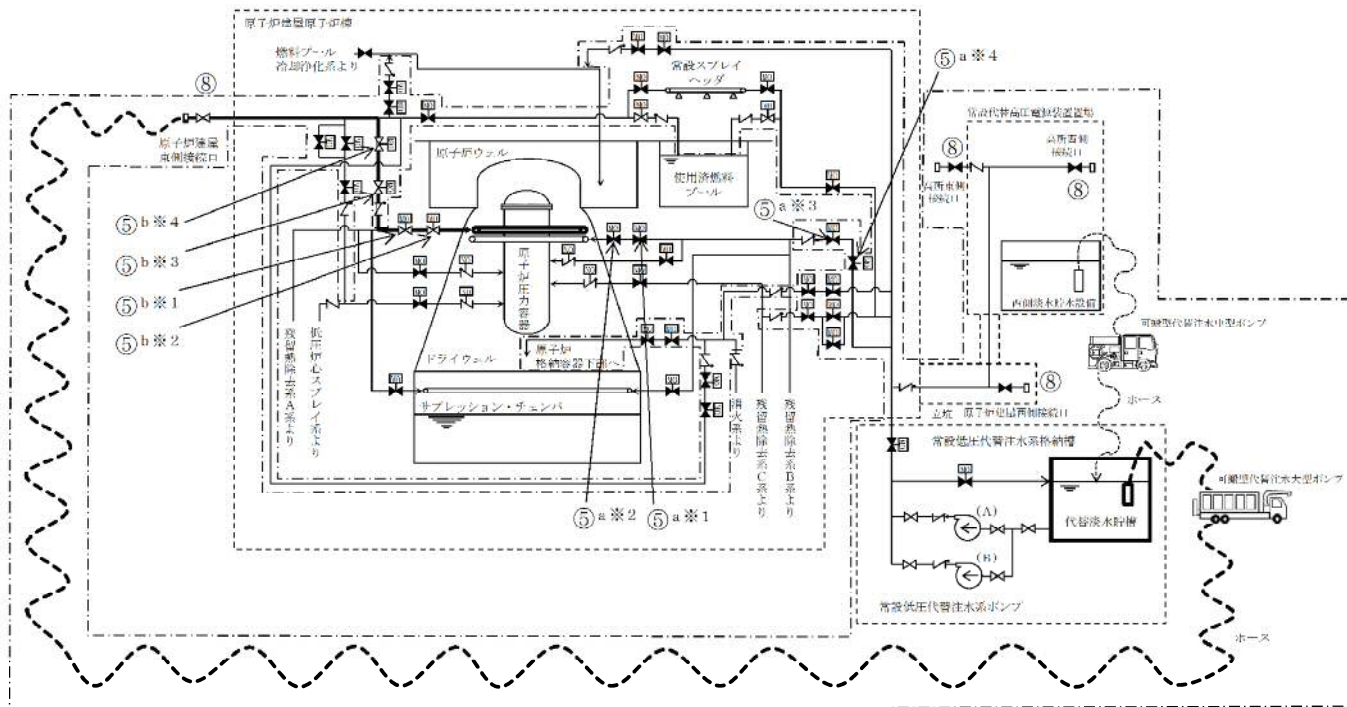 原子炉建屋原子炉棟
燃料プール
冷却浄化系より
常設スプレイ
ヘッダ
⑤a※4
⑧
原子炉建屋
東側接続口
原子炉ウェル
使用済燃料
プール
常設代替高圧電源装置置場
高所西側
接続口
⑧
高所東側
接続口
⑧
⑤a※3
⑤b※4
⑤b※3
⑤b※1
⑤b※2
原子炉圧力容器
西側淡水貯水設備
可搬型代替注水中型ポンプ
ドライウェル
原子炉
格納容器下部へ
サプレッション・チェンバ
残留熱除去系A系より
低圧炉心スプレイ系より
消火系より
残留熱除去系C系より
残留熱除去系B系より
⑧
立坑
原子炉建屋西側接続口
ホース
常設低圧代替注水系格納槽
可搬型代替注水大型ポンプ
⑤a※2
⑤a※1
(A)
代替淡水貯槽
(B)
常設低圧代替注水系ポンプ
ホース